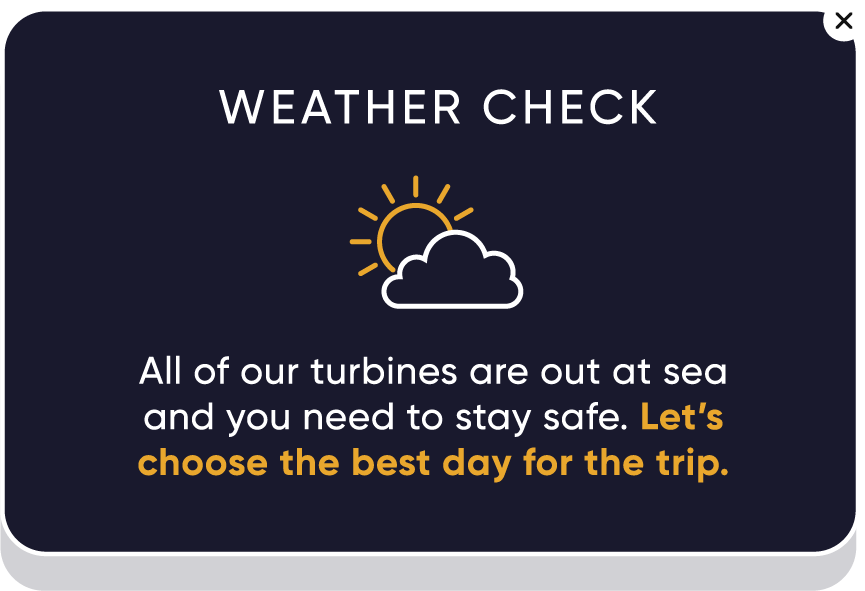 WEATHER CHECK
All of our turbines are out at sea
and you need to stay safe. Let’s
choose the best day for the trip.